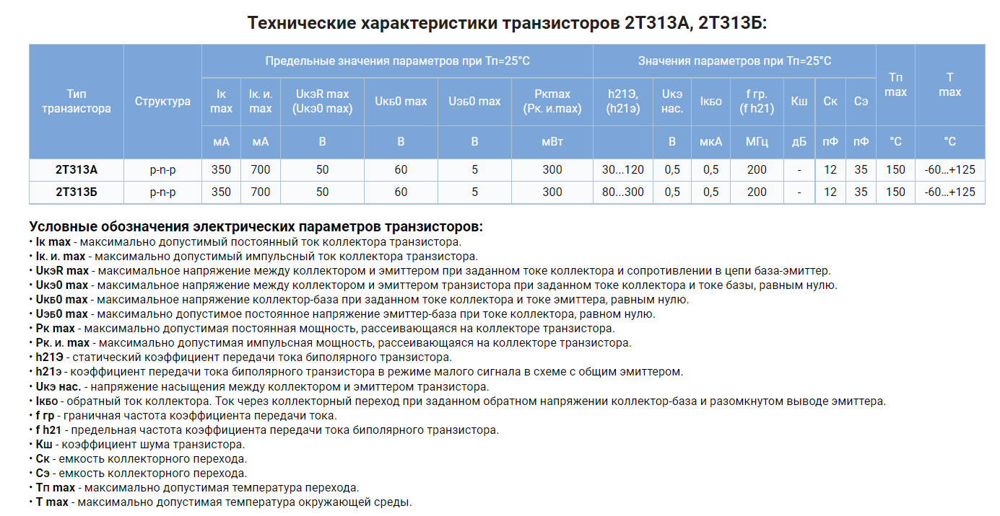 Технические характеристики транзисторов 2Т313А, 2Т313Б:
Тип транзистора Структура Предельные значения параметров при Тп=25°C Значения параметров при Тп=25°C Тп max Т max
Iк max Iк. и. max UкэR max (Uкэ0 max) Uкб0 max Uэб0 max Pкmax (Pк. и.max) h21Э, (h21э) Uкэ нас. Iкбо f гр. (f h21) Кш Ск Сэ
мА мА В В В мВт В мкА МГц дБ пФ пФ °C °C
2Т313А p-n-p 350 700 50 60 5 300 30...120 0,5 0,5 200 - 12 35 150 -60…+125
2Т313Б p-n-p 350 700 50 60 5 300 80...300 0,5 0,5 200 - 12 35 150 -60…+125
Условные обозначения электрических параметров транзисторов:
• Iк max - максимально допустимый постоянный ток коллектора транзистора.
• Iк. и. max - максимально допустимый импульсный ток коллектора транзистора.
• UкэR max - максимальное напряжение между коллектором и эмиттером при заданном токе коллектора и сопротивлении в цепи база-эмиттер.
• Uкэ0 max - максимальное напряжение между коллектором и эмиттером транзистора при заданном токе коллектора и токе базы, равным нулю.
• Uкб0 max - максимальное напряжение коллектор-база при заданном токе коллектора и токе эмиттера, равным нулю.
• Uэб0 max - максимально допустимое постоянное напряжение эмиттер-база при токе коллектора, равном нулю.
• Рк max - максимально допустимая постоянная мощность, рассеивающаяся на коллекторе транзистора.
• Рк. и. max - максимально допустимая импульсная мощность, рассеивающаяся на коллекторе транзистора.
• h21Э - статический коэффициент передачи тока биполярного транзистора.
• h21э - коэффициент передачи тока биполярного транзистора в режиме малого сигнала в схеме с общим эмиттером.
• Uкэ нас. - напряжение насыщения между коллектором и эмиттером транзистора.
• Iкбо - обратный ток коллектора. Ток через коллекторный переход при заданном обратном напряжении коллектор-база и разомкнутом выводе эмиттера.
• f гр - граничная частота коэффициента передачи тока.
• f h21 - предельная частота коэффициента передачи тока биполярного транзистора.
• Кш - коэффициент шума транзистора.
• Ск - емкость коллекторного перехода.
• Сэ - емкость коллекторного перехода.
• Тп max - максимально допустимая температура перехода.
• Т max - максимально допустимая температура окружающей среды.